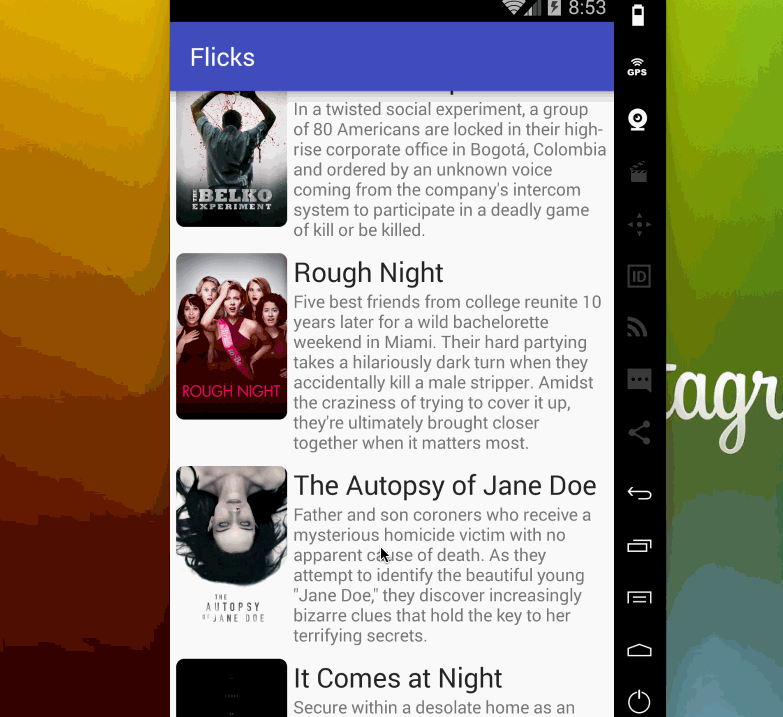 8:53
Flicks
GPS
In a twisted social experiment, a group
of 80 Americans are locked in their high-
rise corporate office in Bogotá, Colombia
and ordered by an unknown voice
coming from the company's intercom
system to participate in a deadly game
of kill or be killed.
THE
BELKO
EXPERIMENT
ID
Rough Night
Five best friends from college reunite 10
years later for a wild bachelorette
weekend in Miami. Their hard partying
takes a hilariously dark turn when they
accidentally kill a male stripper. Amidst
the craziness of trying to cover it up,
they're ultimately brought closer
together when it matters most.
ROUGH NIGHT
tagr
The Autopsy of Jane Doe
Father and son coroners who receive a
mysterious homicide victim with no
apparent cause of death. As they
attempt to identify the beautiful young
"Jane Doe," they discover increasingly
bizarre clues that hold the key to her
terrifying secrets.
THE
AUTOPSY
OF JANE DOE
It Comes at Night
Secure within a desolate home as an